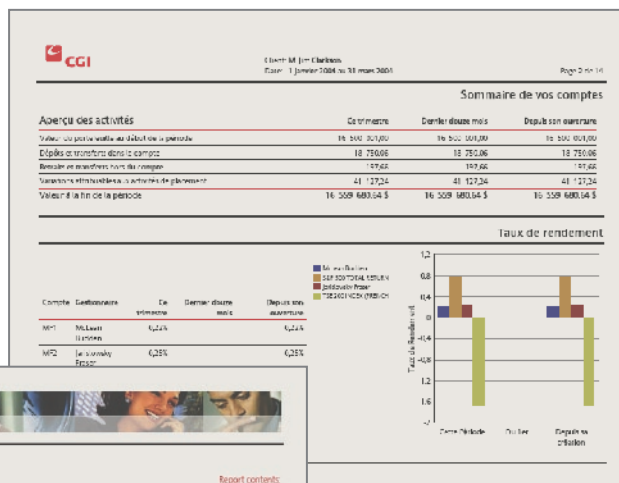 CGI
Client: M. Jim Clarkson
Date: 1 janvier 2004 au 31 mars 2004
Page 2 de 14
Sommaire de vos comptes
Aperçu des activités Ce trimestre Dernier douze mois Depuis son ouverture
Valeur du portefeuille au début de la période 16 500 001,00 16 500 001,00 16 500 001,00
Dépôts et transferts dans le compte 18 750,06 18 750,06 18 750,06
Retraits et transferts hors du compte 197,66 197,66 197,66
Variations attribuables aux activités de placement 41 127,24 41 127,24 41 127,24
Valeur à la fin de la période 16 559 680,64 $ 16 559 680,64 $ 16 559 680,64 $
Taux de rendement
McLean Budden
S&P 500 TOTAL RETURN
Jarislowsky Fraser
TSE 300 INDEX (FRENCH
Compte Gestionnaire Ce trimestre Dernier douze mois Depuis son ouverture
MF1 McLean Budden 0,22% 0,22%
MF2 Jarislowsky Fraser 0,25% 0,25%
Taux de Rendement
1,2
0,8
0,4
0
-0,4
-0,8
1.2
1.6
-2
Cette Période
Depuis sa création
Report contents: